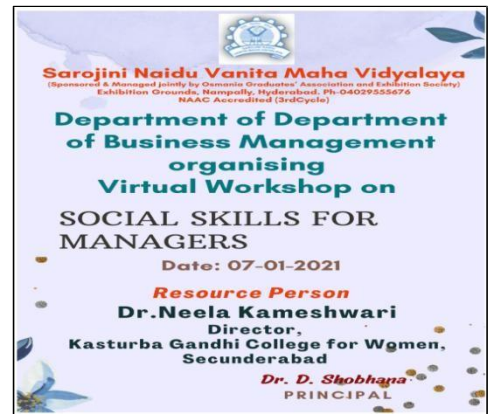 Sarojini Naidu Vanita Maha Vidyalaya
(Sponsored & Managed jointly by Osmania Graduates' Association and Exhibition Society)
Exhibition Grounds, Nampally, Hyderabad. Ph-04029555676
NAAC Accredited (3rdCycle)
Department of Department
of Business Management
organising
Virtual Workshop on
SOCIAL SKILLS FOR
MANAGERS
Date: 07-01-2021
Resource Person
Dr.Neela Kameshwari
Director,
Kasturba Gandhi College for Women,
Secunderabad
Dr. D. Shobhana
PRINCIPAL